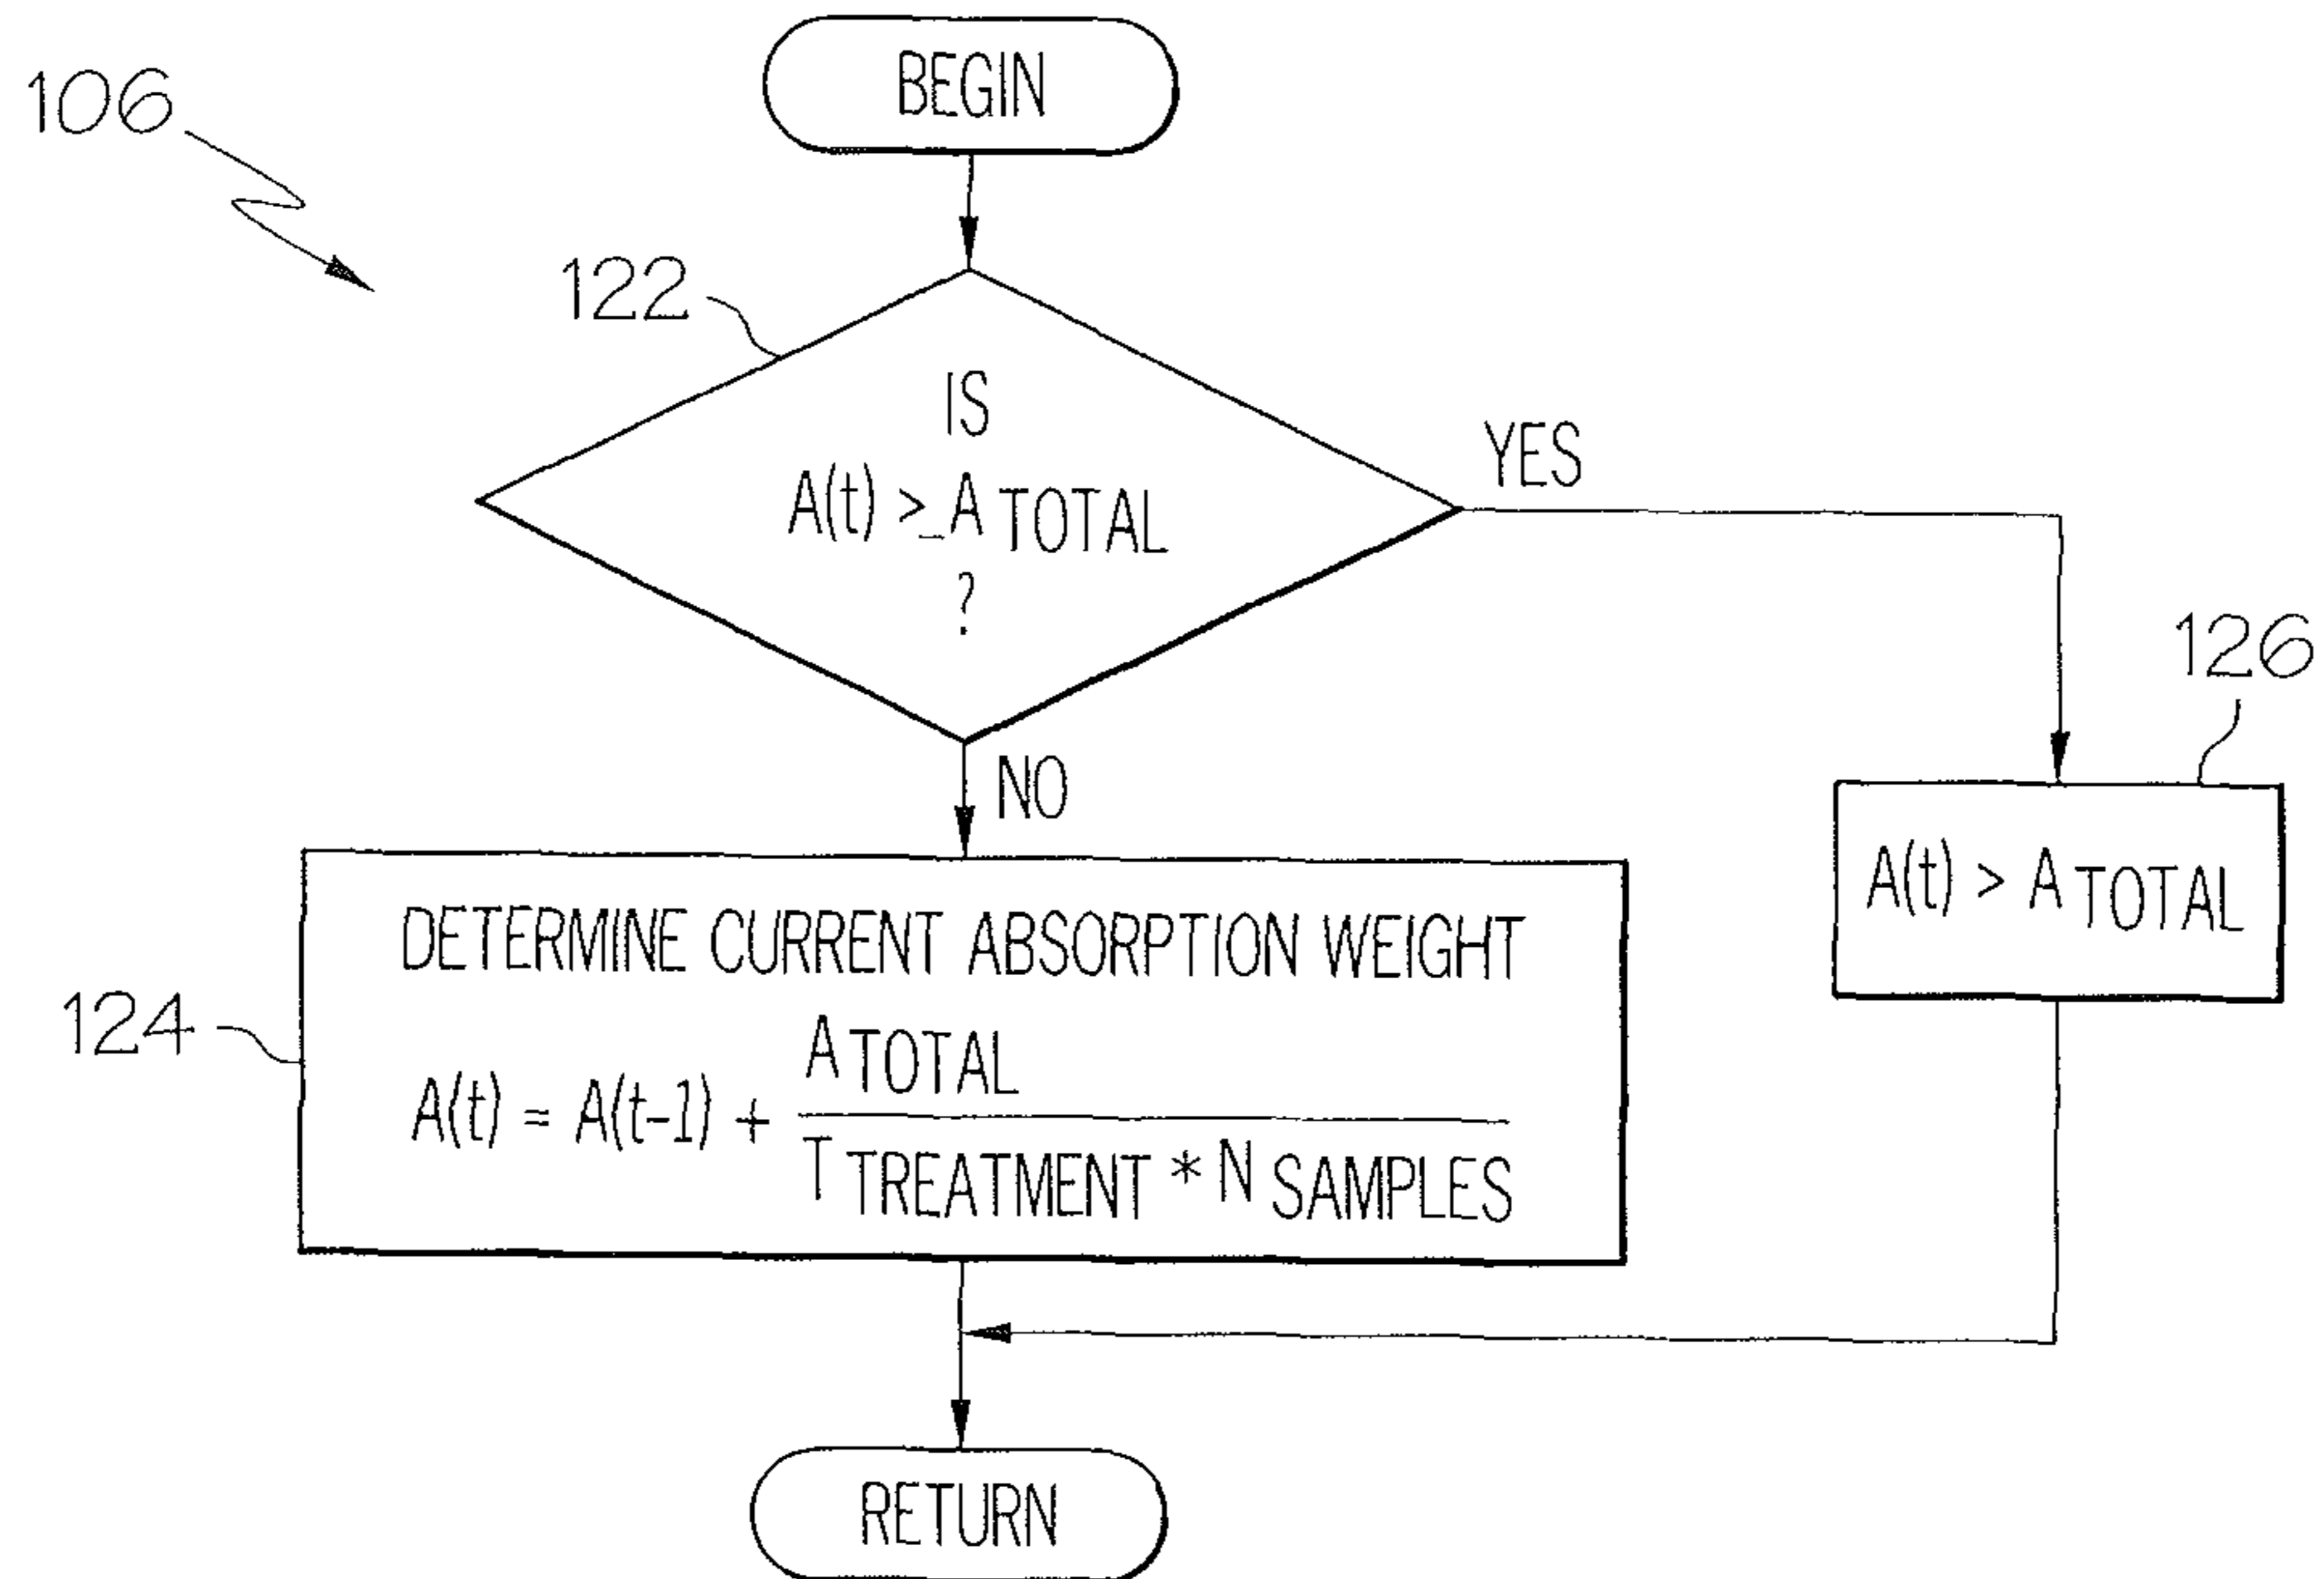 106
BEGIN
122
IS
A(t) ≥ A TOTAL
?
YES
NO
126
A(t) > A TOTAL
124
DETERMINE CURRENT ABSORPTION WEIGHT
A(t) = A(t-1) + A TOTAL / T TREATMENT * N SAMPLES
RETURN